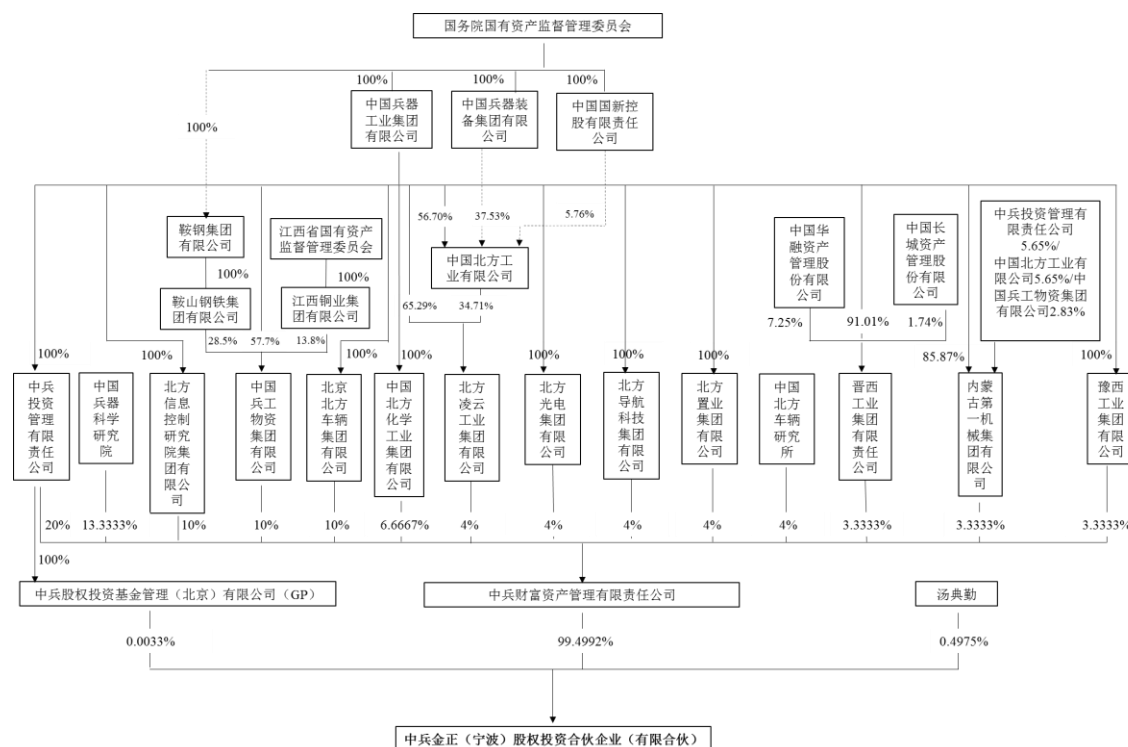 国务院国有资产监督管理委员会
100%
100%
100%
100%
中国兵器
工业集团
有限公司
中国兵器装
备集团有限
公司
中国国新控
股有限责任
公司
56.70%
37.53%
5.76%
鞍钢集团
有限公司
江西省国有资产
监督管理委员会
中国北方工
业有限公司
中国华
融资产
管理股
份有限
公司
中国长
城资产
管理股
份有限
公司
中兵投资管理有
限责任公司
5.65%/
中国北方工业有
限公司5.65%/中
国兵工物资集团
有限公司2.83%
100%
100%
65.29%
34.71%
鞍山钢铁集
团有限公司
江西铜业集
团有限公司
7.25%
91.01%
1.74%
28.5%
57.7%
13.8%
100%
100%
100%
100%
100%
100%
100%
85.87%
100%
中兵
投资
管理
有限
责任
公司
中国
兵器
科学
研究
院
北方
信息
控制
研究
院集
团有
限公
司
中国
兵工
物资
集团
有限
公司
北京
北方
车辆
集团
有限
公司
中国
北方
化学
工业
集团
有限
公司
北方
凌云
工业
集团
有限
公司
北方
光电
集团
有限
公司
北方
导航
科技
集团
有限
公司
北方
置业
集团
有限
公司
中国
北方
车辆
研究
所
晋西
工业
集团
有限
责任
公司
内蒙
古第
一机
械集
团有
限公
司
豫西
工业
集团
有限
公司
20%
13.3333%
10%
10%
10%
6.6667%
4%
4%
4%
4%
4%
3.3333%
3.3333%
3.3333%
100%
中兵股权投资基金管理（北京）有限公司（GP）
中兵财富资产管理有限责任公司
汤典勤
0.0033%
99.4992%
0.4975%
中兵金正（宁波）股权投资合伙企业（有限合伙）